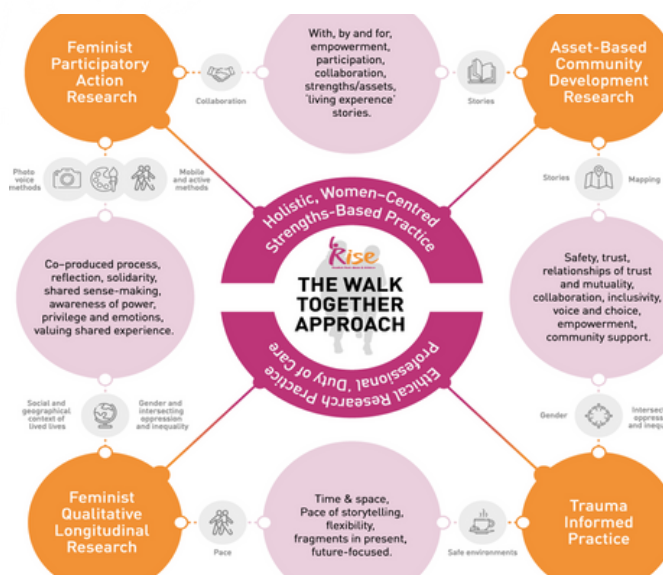 Feminist
Participatory
Action
Research
Collaboration
With, by and for,
empowerment,
participation,
collaboration,
strengths/assets,
‘living experence’
stories.
Stories
Asset-Based
Community
Development
Research
Photo
voice
methods
Mobile
and active
methods
Stories
Mapping
Holistic, Women-Centred
Strengths-Based Practice
Rise
THE WALK
TOGETHER
APPROACH
Ethical Research Practice
Professional, Duty of Care
Co-produced process,
reflection, solidarity,
shared sense-making,
awareness of power,
privilege and emotions,
valuing shared experience.
Safety, trust,
relationships of trust
and mutuality,
collaboration, inclusivity,
voice and choice,
empowerment,
community support.
Social and
geographical
context of
lived lives
Gender and
intersecting
oppression
and inequality
Gender
Intersec
oppress
and inequ
Feminist
Qualitative
Longitudinal
Research
Pace
Time & space,
Pace of storytelling,
flexibility,
fragments in present,
future-focused.
Safe environments
Trauma
Informed
Practice